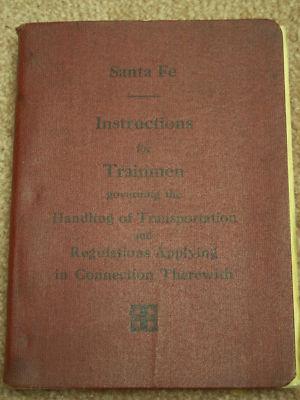 Santa Fe
Instructions
for
Trainmen
governing the
Handling of Transportation
and
Regulations Applying
in Connection Therewith